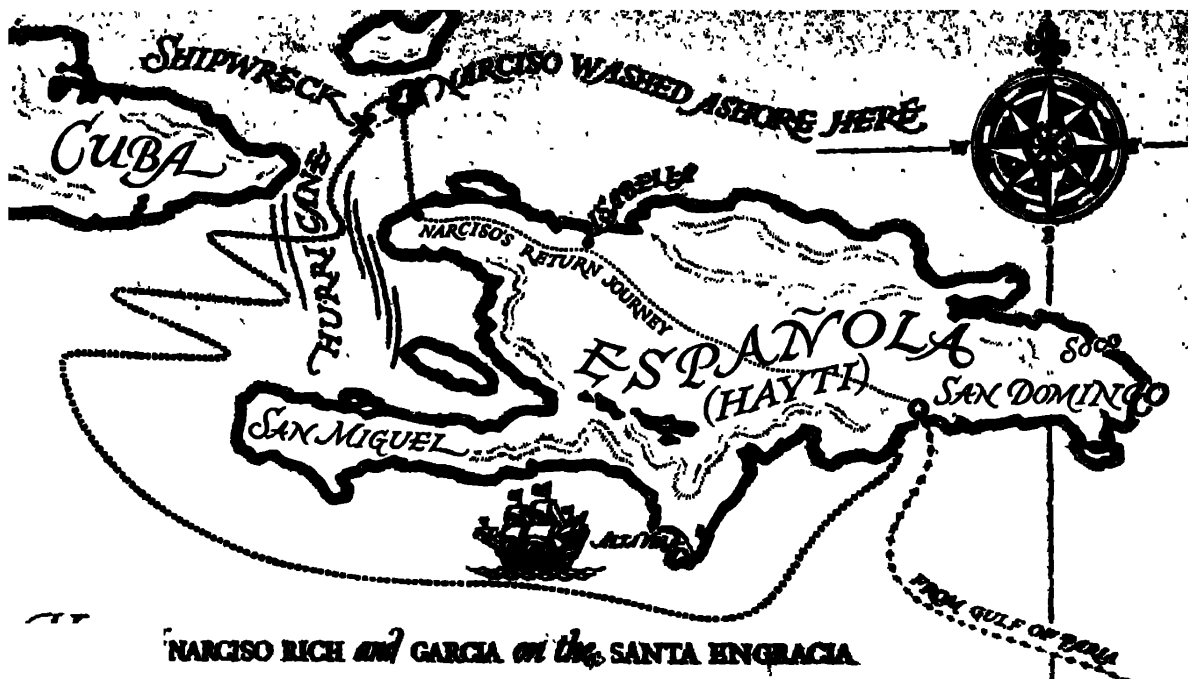 SHIPWRECK
NARCISO WASHED ASHORE HERE
CUBA
HURRICANE
ISABELLA
W
NARCISO'S RETURN JOURNEY
ESPAÑOLA
(HAYTI)
SAN DOMINGO
SAN MIGUEL
FROM GULF OF PARIA
NARCISO RICH and GARCIA on the SANTA ENGRACIA